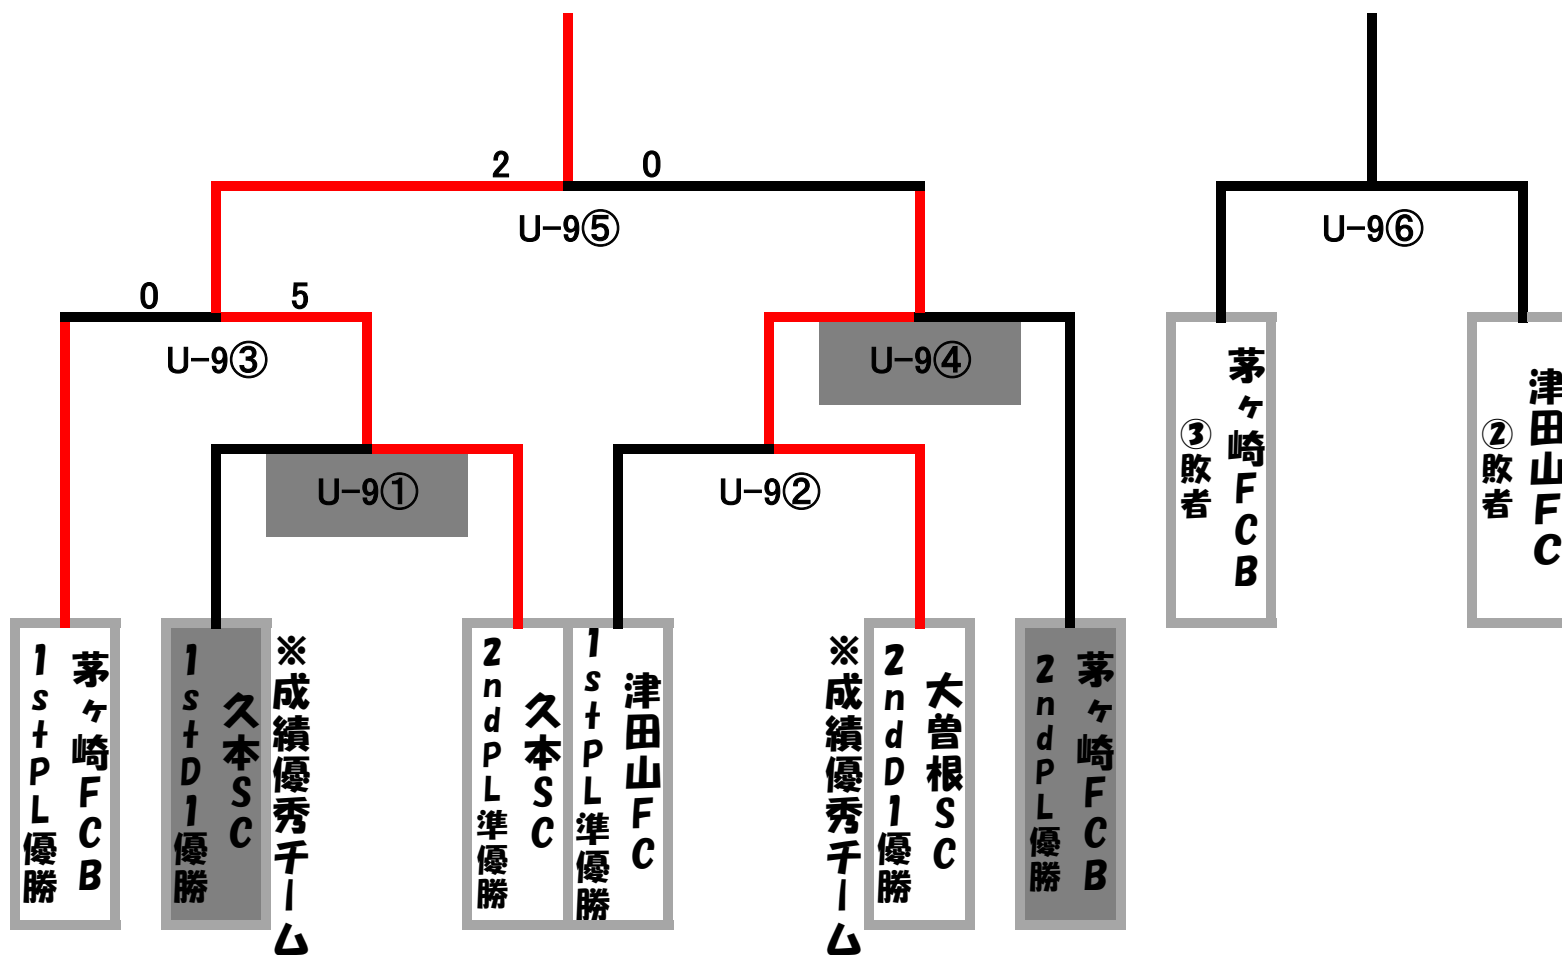 2
0
U-9⑤
U-9⑥
0
5
U-9③
U-9④
U-9①
U-9②
茅ヶ崎FCB
③敗者
津田山FC
②敗者
茅ヶ崎FCB
1stPL優勝
※成績優秀チーム
久本SC
1stD1優勝
久本SC
2ndPL準優勝
津田山FC
1stPL準優勝
大曽根SC
2ndD1優勝
※成績優秀チーム
茅ヶ崎FCB
2ndPL優勝